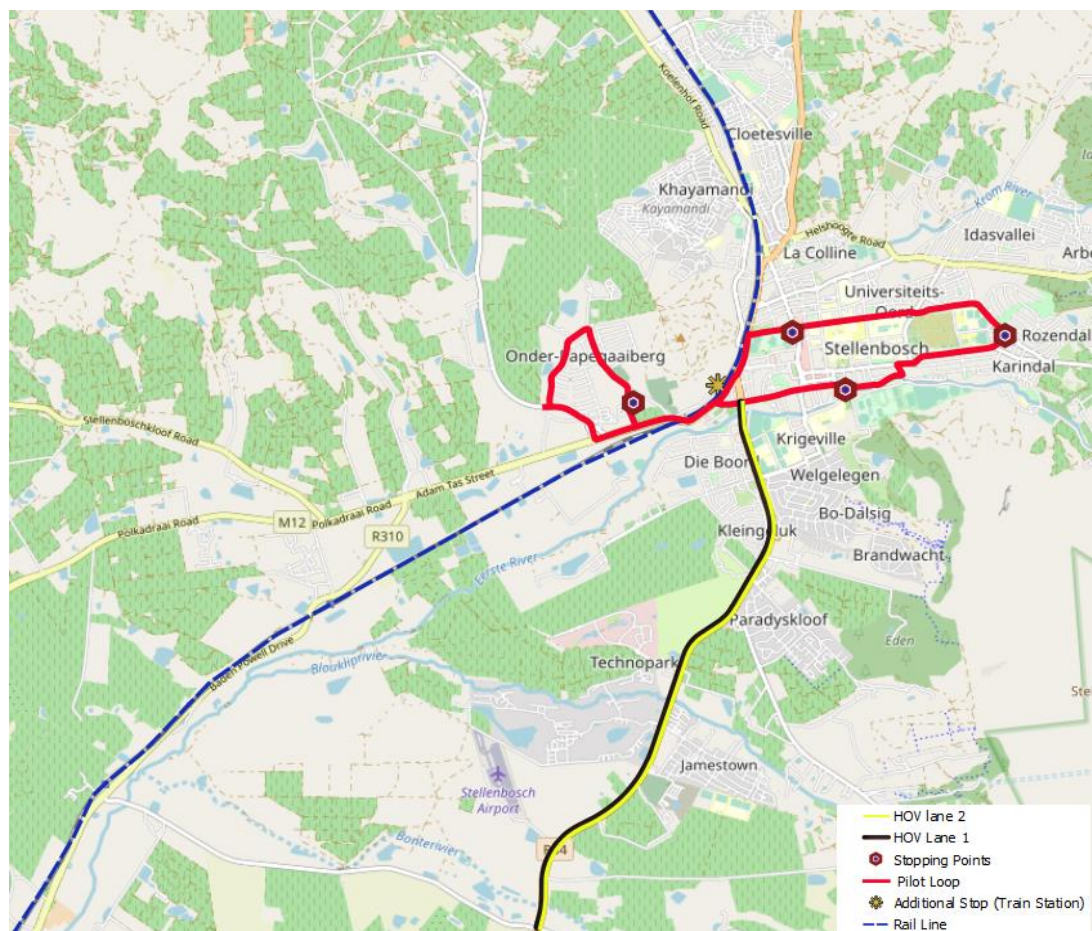 Koelenhof Road
Cloetesville
Khayamandi
Kayamandi
Krom River
Idasvallei
Helshoogte Road
La Colline
Universiteits-
Onder-Papegaaiberg
Stellenbosch
Rozendal
Karindal
Stellenboschkloof Road
Krigeville
Die Boord
Adam Tas Street
Welgelegen
M12
Polkadraai Road
Polkadraai Road
Bo-Dalsig
R310
Kleingeluk
Brandwacht
Eerste River
Paradyskloof
Eden
Baden Powell Drive
Technopark
Bloukliprivier
Jamestown
Stellenbosch
Airport
Bonterivier
HOV lane 2
HOV Lane 1
Stopping Points
Pilot Loop
Additional Stop (Train Station)
Rail Line